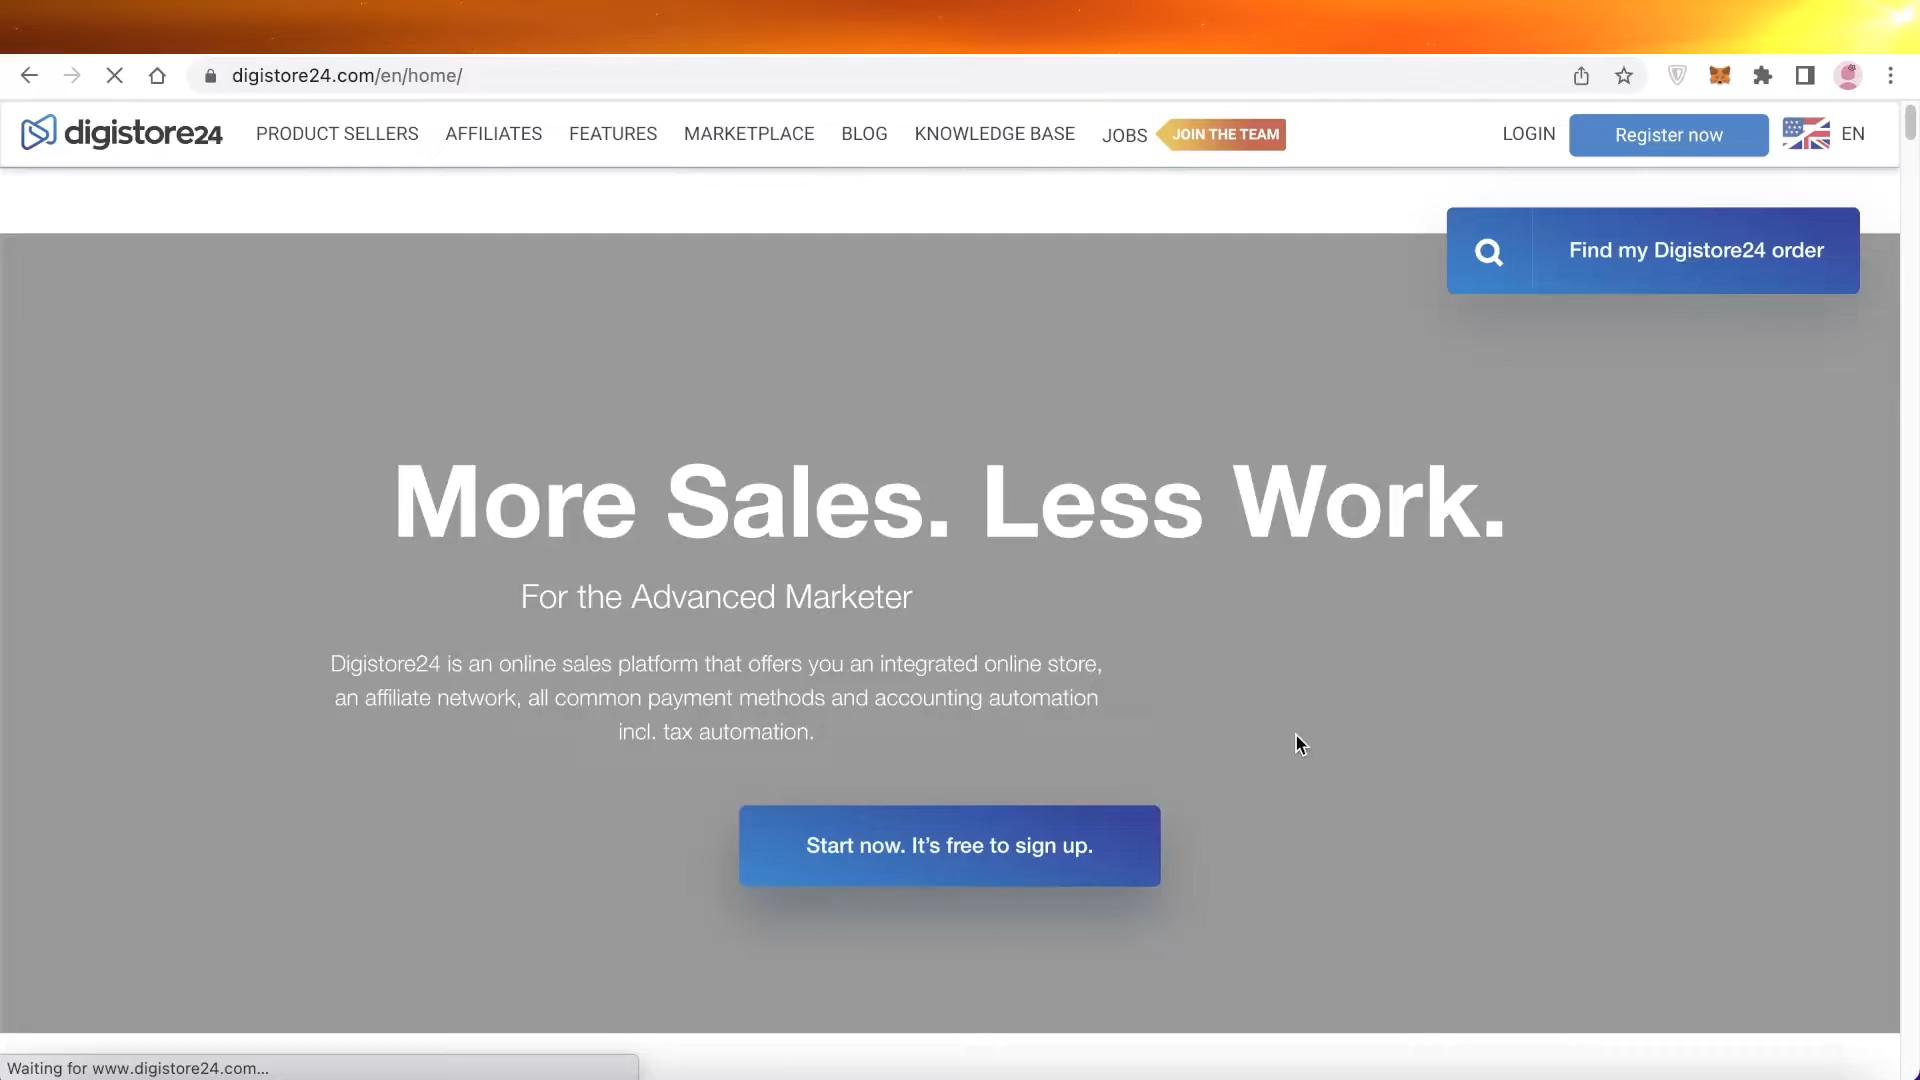 digistore24.com/en/home/
digistore24 PRODUCT SELLERS AFFILIATES FEATURES MARKETPLACE BLOG KNOWLEDGE BASE JOBS JOIN THE TEAM LOGIN Register now EN
Find my Digistore24 order
More Sales. Less Work.
For the Advanced Marketer
Digistore24 is an online sales platform that offers you an integrated online store,
an affiliate network, all common payment methods and accounting automation
incl. tax automation.
Start now. It’s free to sign up.
Waiting for www.digistore24.com...